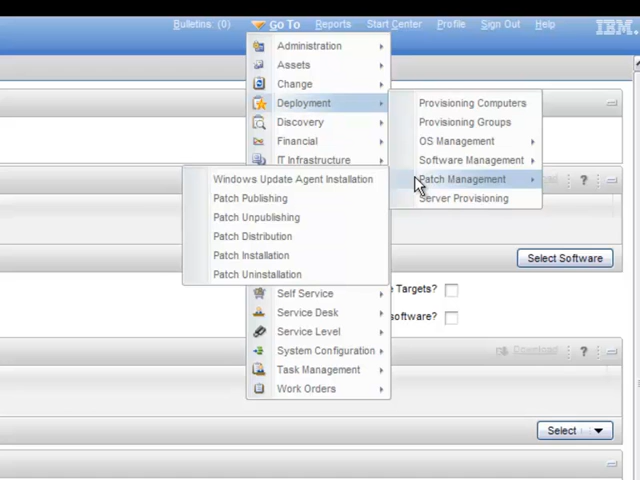 Bulletins: (0)
Go To
Reports
Start Center
Profile
Sign Out
Help
IBM.
Administration
Assets
Change
Deployment
Discovery
Financial
IT Infrastructure
Provisioning Computers
Provisioning Groups
OS Management
Software Management
Patch Management
Server Provisioning
Windows Update Agent Installation
Patch Publishing
Patch Unpublishing
Patch Distribution
Patch Installation
Patch Uninstallation
?
Select Software
Self Service
Service Desk
Service Level
System Configuration
Task Management
Work Orders
Targets?
software?
Download
?
Select